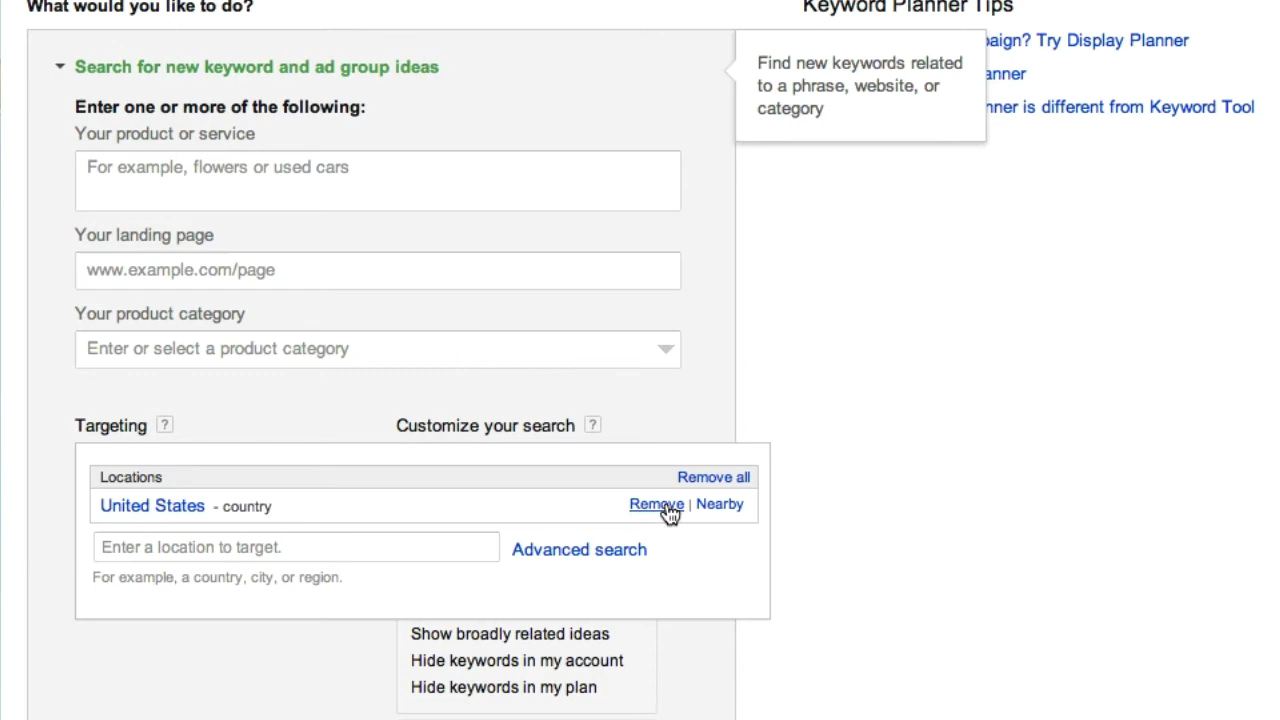 What would you like to do?
Keyword Planner Tips
Search for new keyword and ad group ideas
Find new keywords related
to a phrase, website, or
category
Try Display Planner
is different from Keyword Tool
Enter one or more of the following:
Your product or service
For example, flowers or used cars
Your landing page
www.example.com/page
Your product category
Enter or select a product category
Targeting ?
Customize your search ?
Locations Remove all
United States - country Remove | Nearby
Enter a location to target. Advanced search
For example, a country, city, or region.
Show broadly related ideas
Hide keywords in my account
Hide keywords in my plan